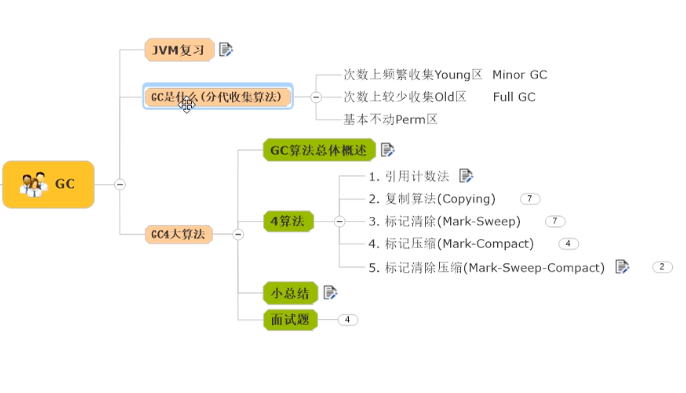 JVM复习
GC是什么(分代收集算法)
次数上频繁收集Young区 Minor GC
次数上较少收集Old区 Full GC
基本不动Perm区
GC
GC4大算法
GC算法总体概述
4算法
1. 引用计数法
2. 复制算法(Copying) 7
3. 标记清除(Mark-Sweep) 7
4. 标记压缩(Mark-Compact) 4
5. 标记清除压缩(Mark-Sweep-Compact) 2
小总结
面试题 4